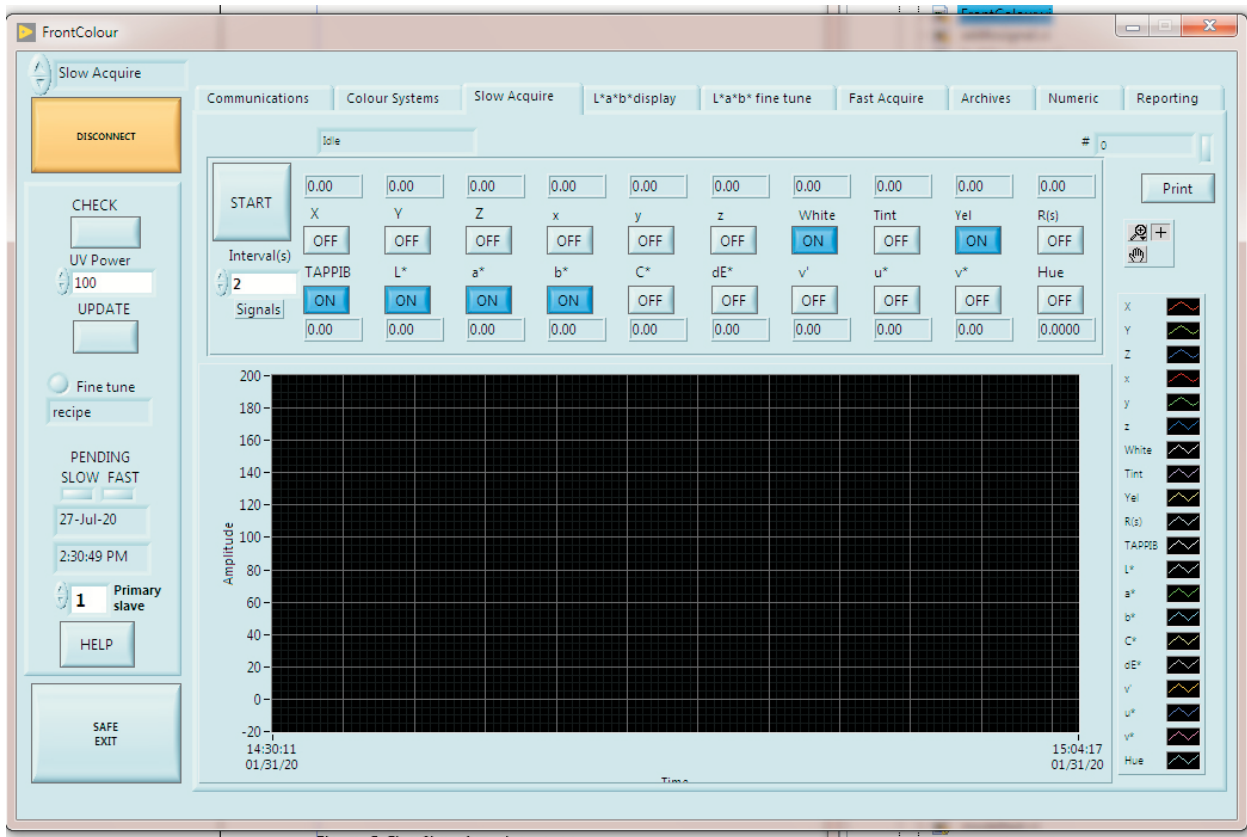 FrontColour
Slow Acquire
DISCONNECT
CHECK
UV Power
100
UPDATE
Fine tune
recipe
PENDING
SLOW FAST
27-Jul-20
2:30:49 PM
1 Primary slave
HELP
SAFE
EXIT
Communications Colour Systems Slow Acquire L*a*b*display L*a*b* fine tune Fast Acquire Archives Numeric Reporting
Idle # 0
START
Interval(s)
2
Signals
0.00 0.00 0.00 0.00 0.00 0.00 0.00 0.00 0.00 0.00
X Y Z x y z White Tint Yel R(s)
OFF OFF OFF OFF OFF OFF ON OFF ON OFF
TAPPIB L* a* b* C* dE* v' u* v* Hue
ON ON ON ON OFF OFF OFF OFF OFF OFF
0.00 0.00 0.00 0.00 0.00 0.00 0.00 0.00 0.00 0.0000
Print
Amplitude
200
180
160
140
120
100
80
60
40
20
0
-20
14:30:11 15:04:17
01/31/20 01/31/20
Time
X
Y
Z
x
y
z
White
Tint
Yel
R(s)
TAPPIB
L*
a*
b*
C*
dE*
v'
u*
v*
Hue